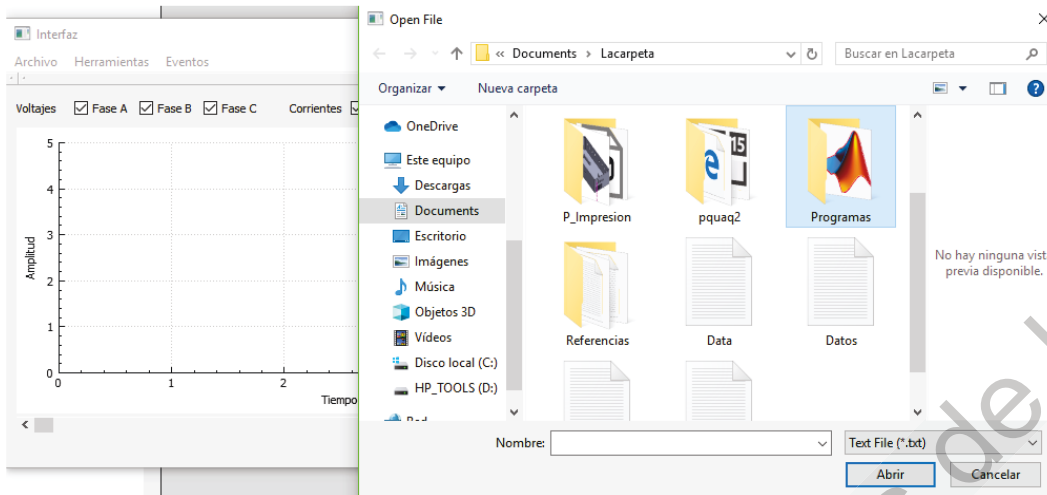 Interfaz
Archivo Herramientas Eventos
Voltajes Fase A Fase B Fase C Corrientes
5
4
3
2
1
0
Amplitud
0 1 2
Tiempo
Open File
« Documents › Lacarpeta
Buscar en Lacarpeta
Organizar Nueva carpeta
?
OneDrive
Este equipo
Descargas
Documents
Escritorio
Imágenes
Música
Objetos 3D
Vídeos
Disco local (C:)
HP_TOOLS (D:)
15
P_Impresion pquaq2 Programas
Referencias Data Datos
No hay ninguna vist
previa disponible.
Nombre: Text File (*.txt)
Abrir Cancelar
de